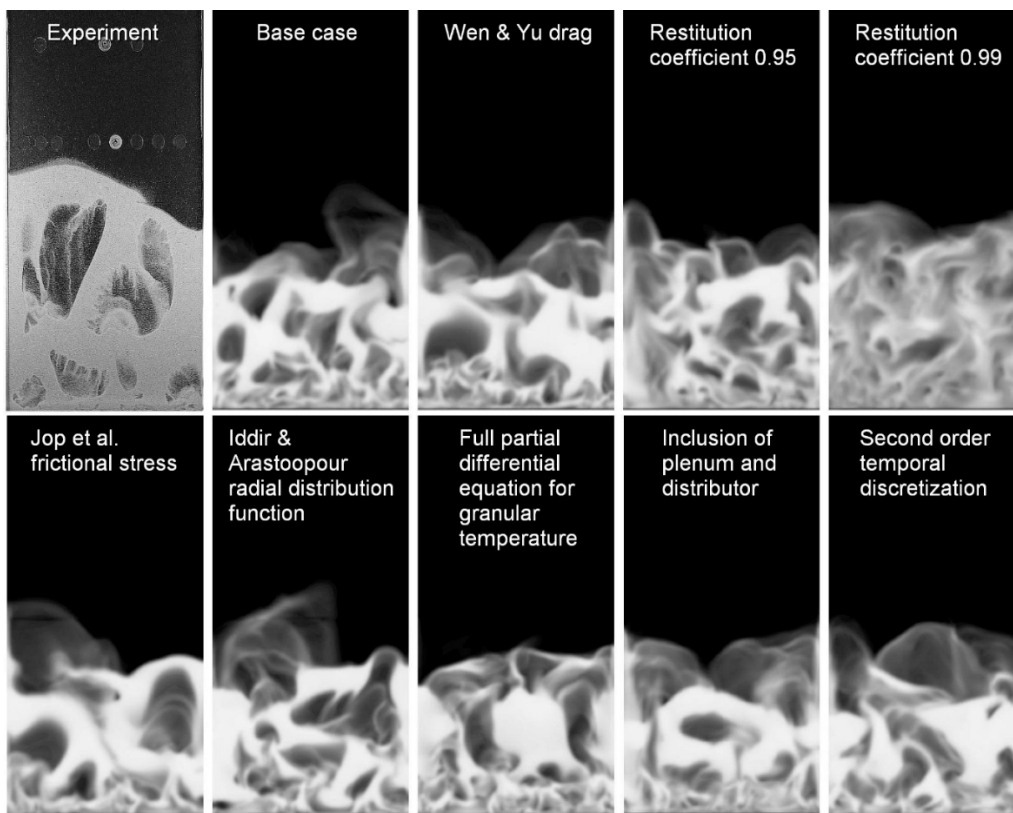 Experiment
Base case
Wen & Yu drag
Restitution
coefficient 0.95
Restitution
coefficient 0.99
Jop et al.
frictional stress
Iddir &
Arastoopour
radial distribution
function
Full partial
differential
equation for
granular
temperature
Inclusion of
plenum and
distributor
Second order
temporal
discretization